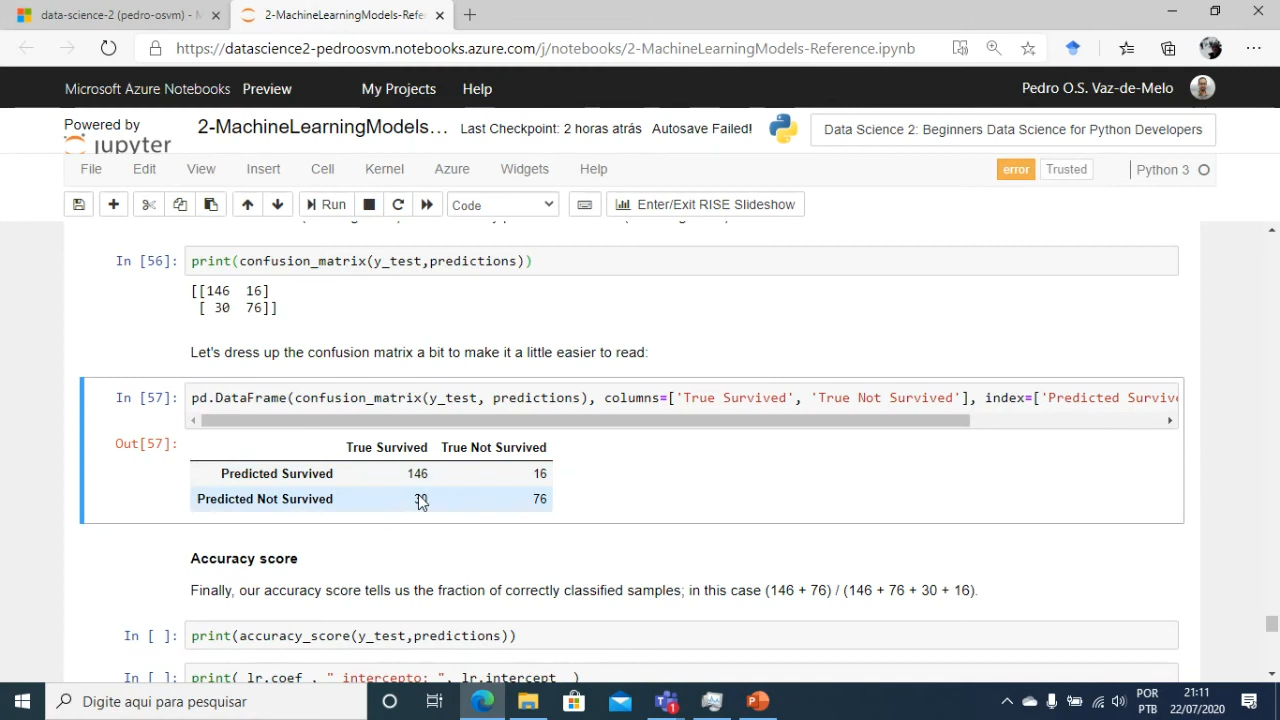 data-science-2 (pedro-osvm) - M
2-MachineLearningModels-Refe
https://datascience2-pedroosvm.notebooks.azure.com/j/notebooks/2-MachineLearningModels-Reference.ipynb
Microsoft Azure Notebooks Preview My Projects Help Pedro O.S. Vaz-de-Melo
Powered by
jupyter
2-MachineLearningModels... Last Checkpoint: 2 horas atrás Autosave Failed! Data Science 2: Beginners Data Science for Python Developers
File Edit View Insert Cell Kernel Azure Widgets Help error Trusted Python 3
Run Code Enter/Exit RISE Slideshow
In [56]: print(confusion_matrix(y_test,predictions))
[[146 16]
[ 30 76]]
Let's dress up the confusion matrix a bit to make it a little easier to read:
In [57]: pd.DataFrame(confusion_matrix(y_test, predictions), columns=['True Survived', 'True Not Survived'], index=['Predicted Survive
Out[57]:
True Survived True Not Survived
Predicted Survived 146 16
Predicted Not Survived 30 76
Accuracy score
Finally, our accuracy score tells us the fraction of correctly classified samples; in this case (146 + 76) / (146 + 76 + 30 + 16).
In [ ]: print(accuracy_score(y_test,predictions))
In [ ]: print( lr.coef_, " intercepto: ", lr.intercept_ )
Digite aqui para pesquisar
POR
PTB
21:11
22/07/2020